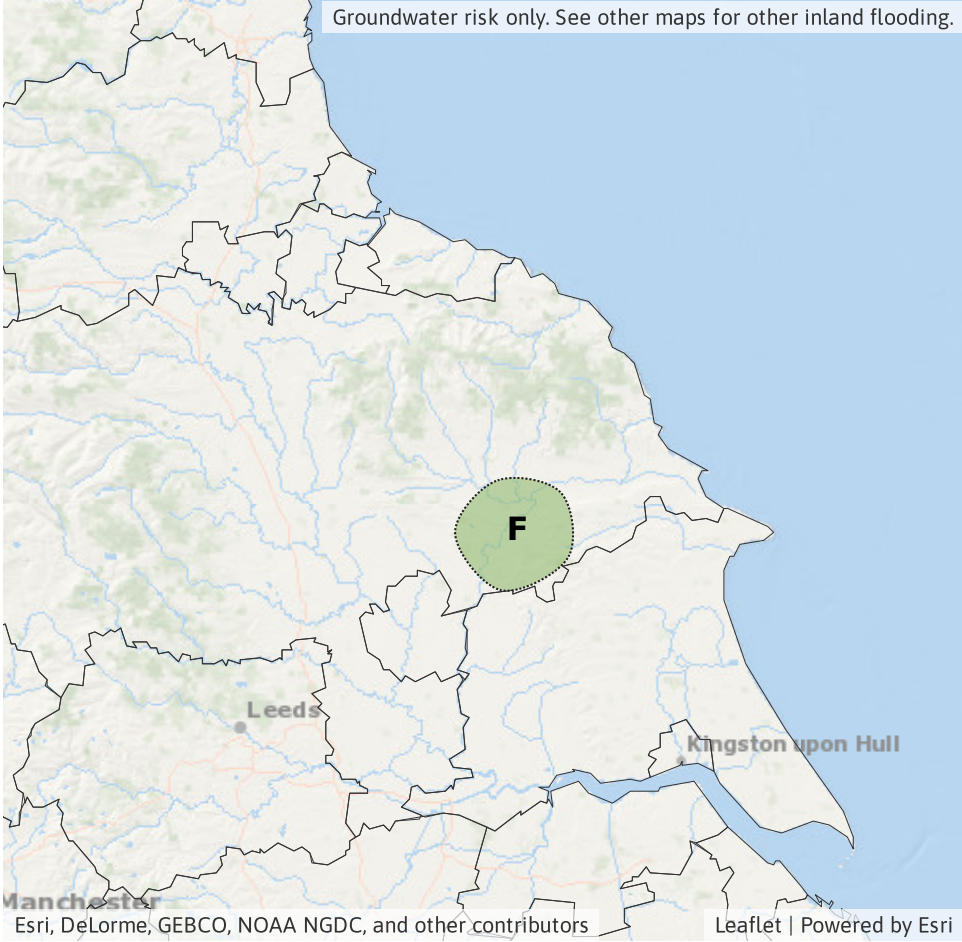 Groundwater risk only. See other maps for other inland flooding.
F
Leeds
Kingston upon Hull
Manchester
Esri, DeLorme, GEBCO, NOAA NGDC, and other contributors
Leaflet | Powered by Esri